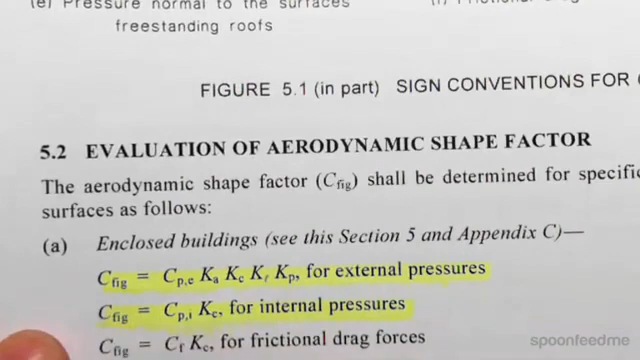 (e) Pressure normal to the surfaces
freestanding roofs
FIGURE 5.1 (in part) SIGN CONVENTIONS FOR
5.2 EVALUATION OF AERODYNAMIC SHAPE FACTOR
The aerodynamic shape factor (Cfig) shall be determined for specific
surfaces as follows:
(a) Enclosed buildings (see this Section 5 and Appendix C)—
Cfig = Cp,e Ka Kc Kℓ Kp, for external pressures
Cfig = Cp,i Kc, for internal pressures
Cfig = Cf Kc, for frictional drag forces
spoonfeedme